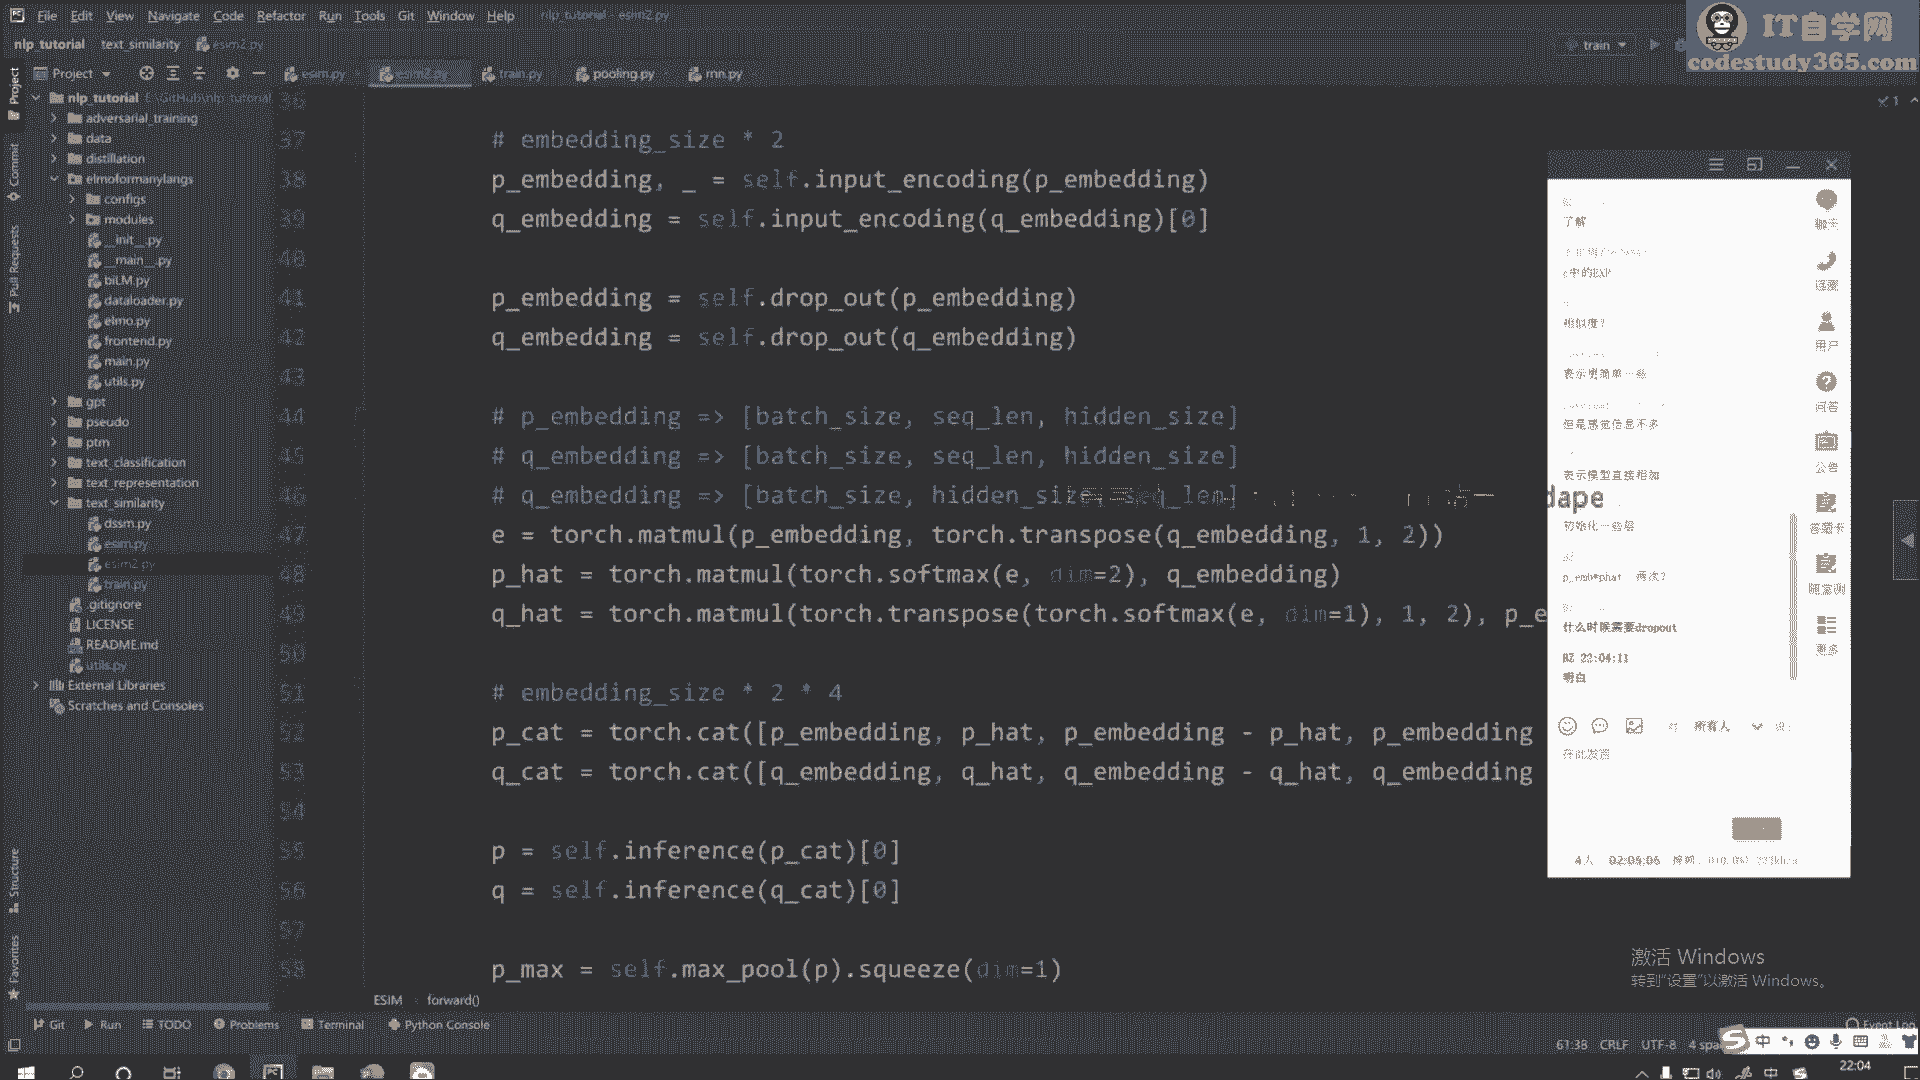 File Edit View Navigate Code Refactor Run Tools Git Window Help nlp_tutorial - esim2.py
IT自学网
codestudy365.com
nlp_tutorial text_similarity esim2.py
train
Project
esim.py esim2.py train.py pooling.py rnn.py
nlp_tutorial E:\GitHub\nlp_tutorial
adversarial_training
data
distillation
elmoformanylangs
configs
modules
__init__.py
__main__.py
biLM.py
dataloader.py
elmo.py
frontend.py
main.py
utils.py
gpt
pseudo
ptm
text_classification
text_representation
text_similarity
dssm.py
esim.py
esim2.py
train.py
.gitignore
LICENSE
README.md
utils.py
External Libraries
Scratches and Consoles
Project
Commit
Pull Requests
Structure
Favorites
1
36
37 # embedding_size * 2
38 p_embedding, _ = self.input_encoding(p_embedding)
39 q_embedding = self.input_encoding(q_embedding)[0]
40
41 p_embedding = self.drop_out(p_embedding)
42 q_embedding = self.drop_out(q_embedding)
43
44 # p_embedding => [batch_size, seq_len, hidden_size]
45 # q_embedding => [batch_size, seq_len, hidden_size]
46 # q_embedding => [batch_size, hidden_size, seq_len]
47 e = torch.matmul(p_embedding, torch.transpose(q_embedding, 1, 2))
48 p_hat = torch.matmul(torch.softmax(e, dim=2), q_embedding)
49 q_hat = torch.matmul(torch.transpose(torch.softmax(e, dim=1), 1, 2), p_e
50
51 # embedding_size * 2 * 4
52 p_cat = torch.cat([p_embedding, p_hat, p_embedding - p_hat, p_embedding
53 q_cat = torch.cat([q_embedding, q_hat, q_embedding - q_hat, q_embedding
54
55 p = self.inference(p_cat)[0]
56 q = self.inference(q_cat)[0]
57
58 p_max = self.max_pool(p).squeeze(dim=1)
dape
ESIM forward()
了解
相似度?
表示更简单一些
但是感觉信息不多
表示模型直接相加
初始化一些层
p_emb*phat 两次?
什么时候需要dropout
22:04:11
明白
所有人
在此发言
4人 02:05:06
聊天
连麦
用户
问答
公告
答题卡
随堂测
更多
激活 Windows
转到"设置"以激活 Windows。
Git Run TODO Problems Terminal Python Console
Event Log
61:38 CRLF UTF-8 4 spa
中
22:04